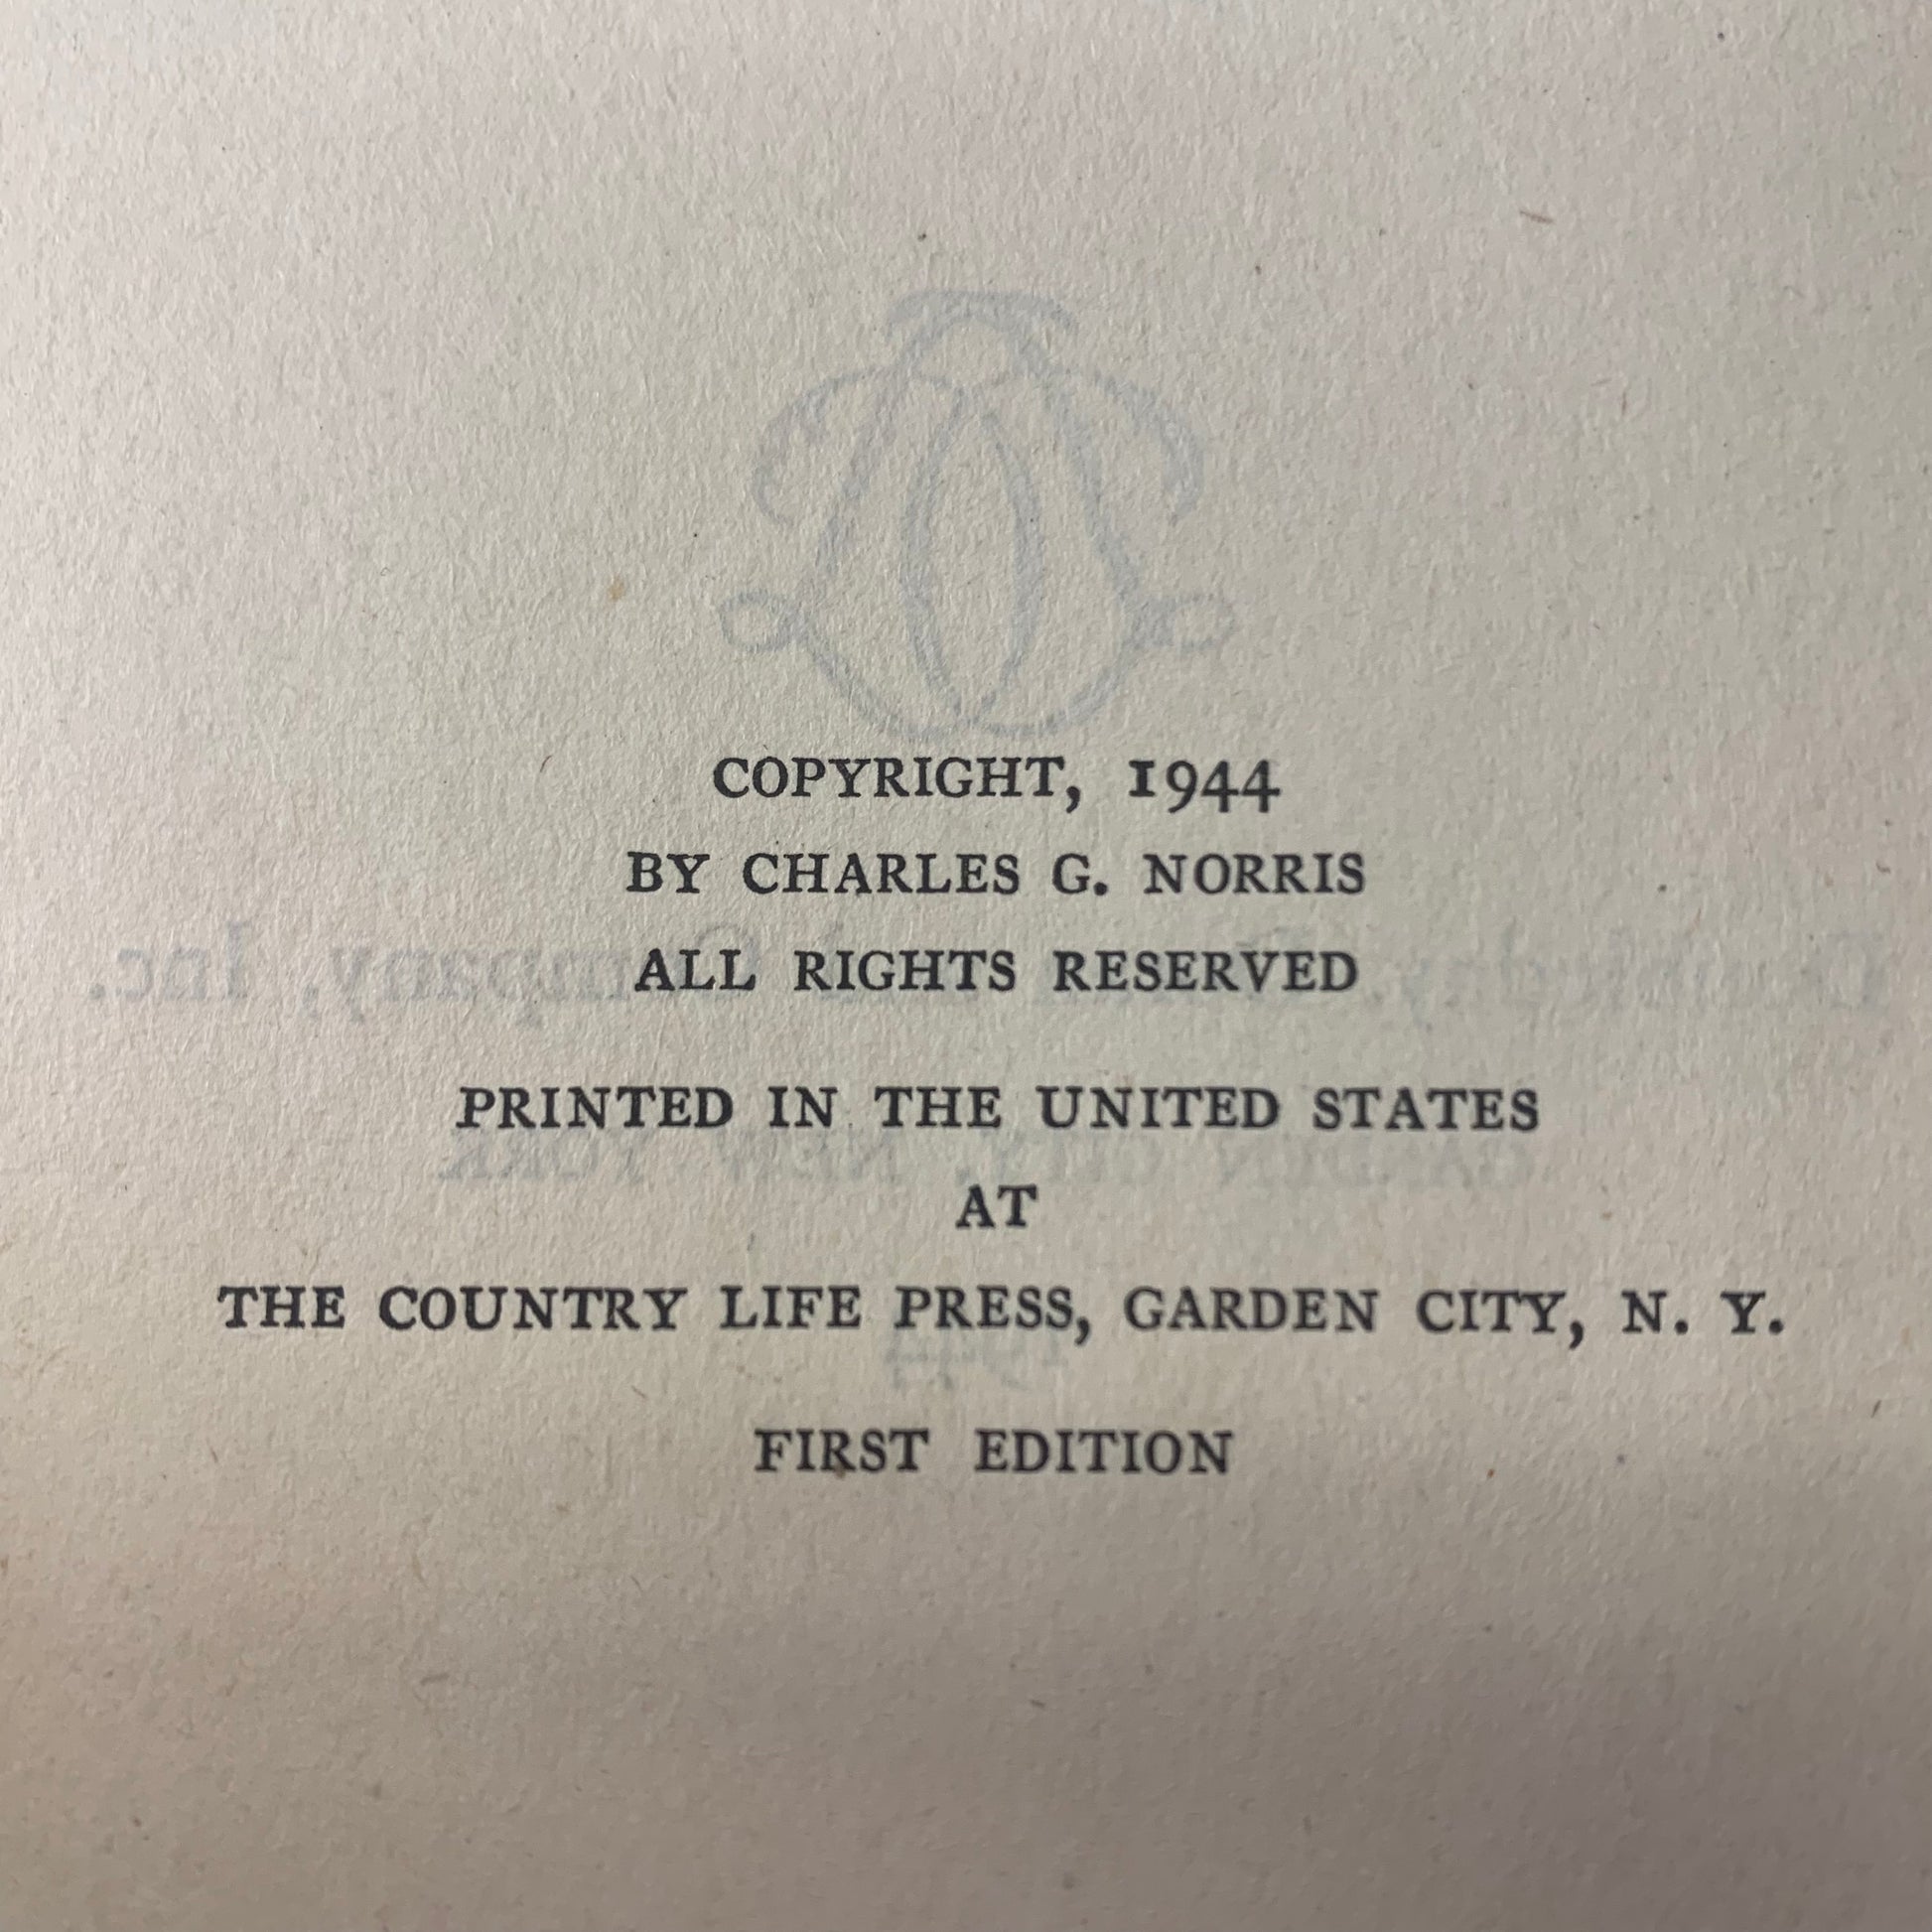 COPYRIGHT, 1944
BY CHARLES G. NORRIS
ALL RIGHTS RESERVED
PRINTED IN THE UNITED STATES
AT
THE COUNTRY LIFE PRESS, GARDEN CITY, N. Y.
FIRST EDITION